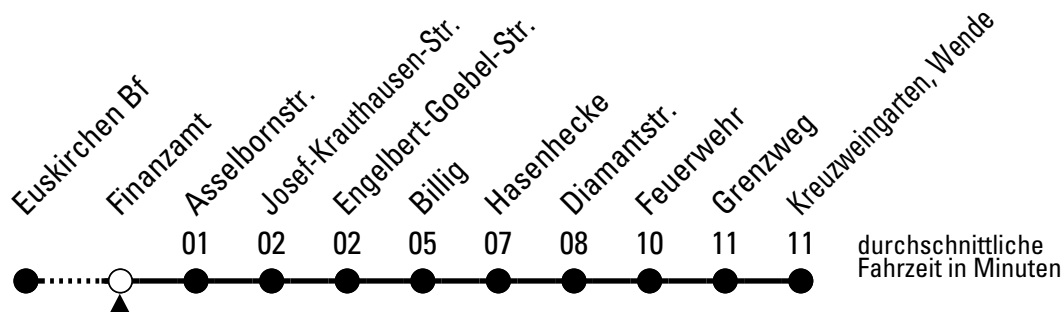 Euskirchen Bf
Finanzamt
Asselbornstr.
Josef-Krauthausen-Str.
Engelbert-Goebel-Str.
Billig
Hasenhecke
Diamantstr.
Feuerwehr
Grenzweg
Kreuzweingarten, Wende
01 02 02 05 07 08 10 11 11
durchschnittliche
Fahrzeit in Minuten